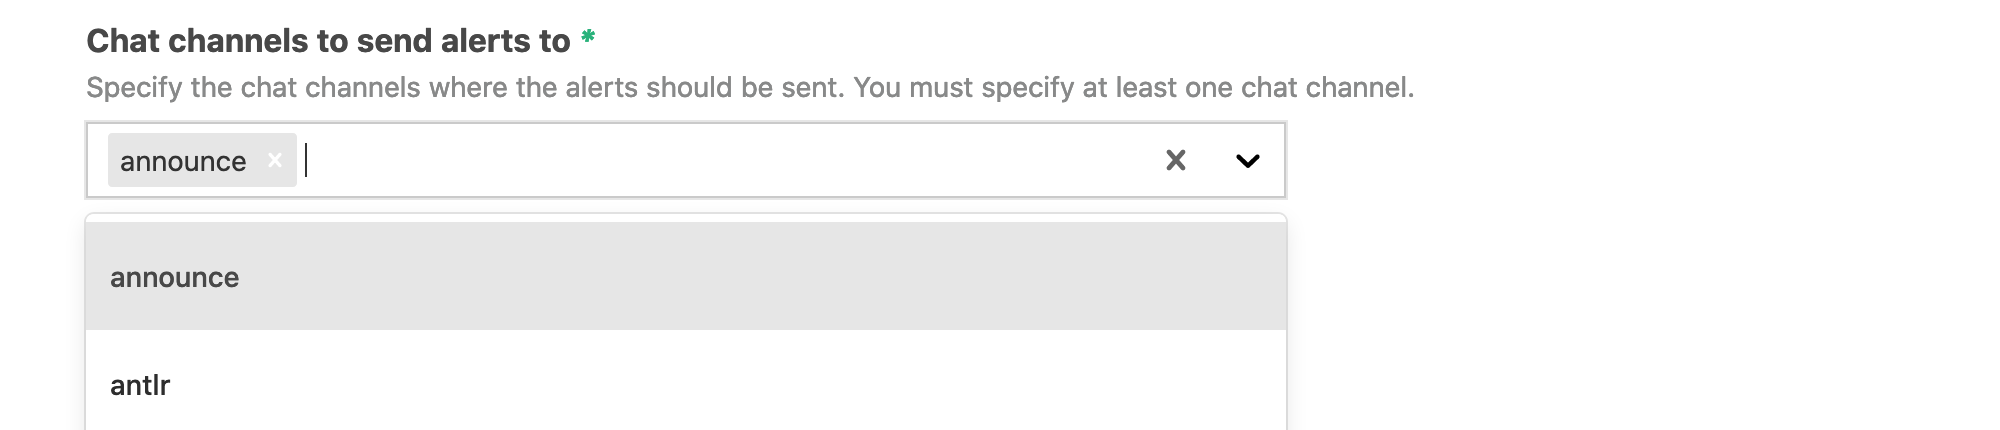 Chat channels to send alerts to *
Specify the chat channels where the alerts should be sent. You must specify at least one chat channel.
announce
announce
antlr